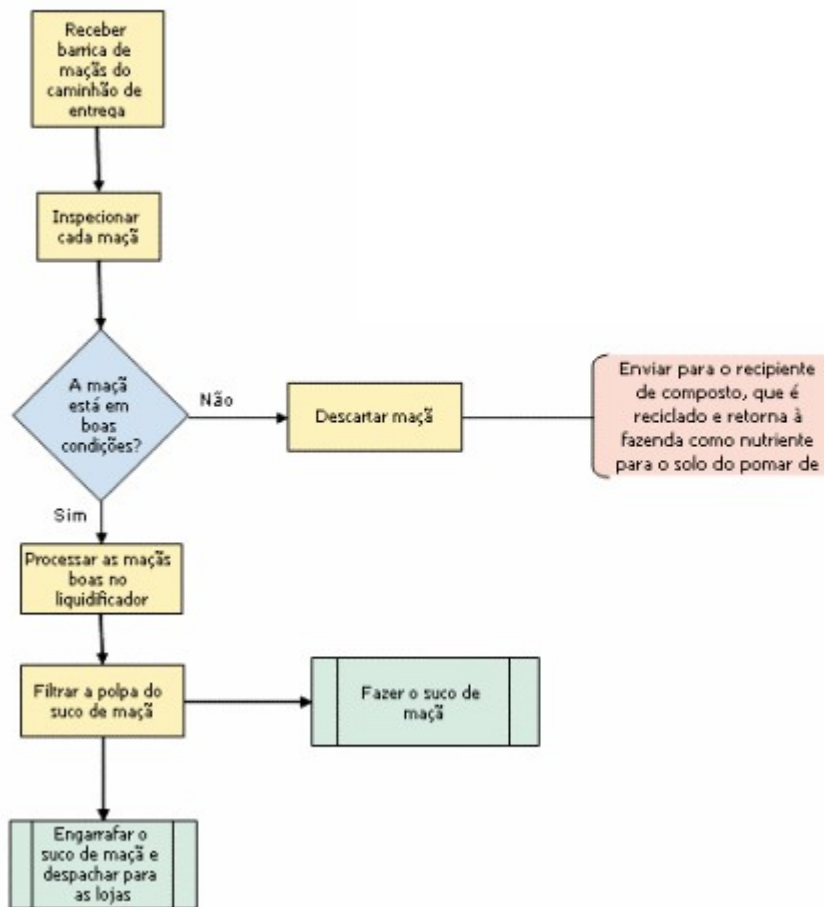 Receber
barrica de
maçãs do
caminhão de
entrega
Inspecionar
cada maçã
A maçã
está em
boas
condições?
Não
Descartar maçã
Enviar para o recipiente
de composto, que é
reciclado e retorna à
fazenda como nutriente
para o solo do pomar de
Sim
Processar as maçãs
boas no
liquidificador
Filtrar a polpa do
suco de maçã
Fazer o suco de
maçã
Engarrafar o
suco de maçã e
despachar para
as lojas